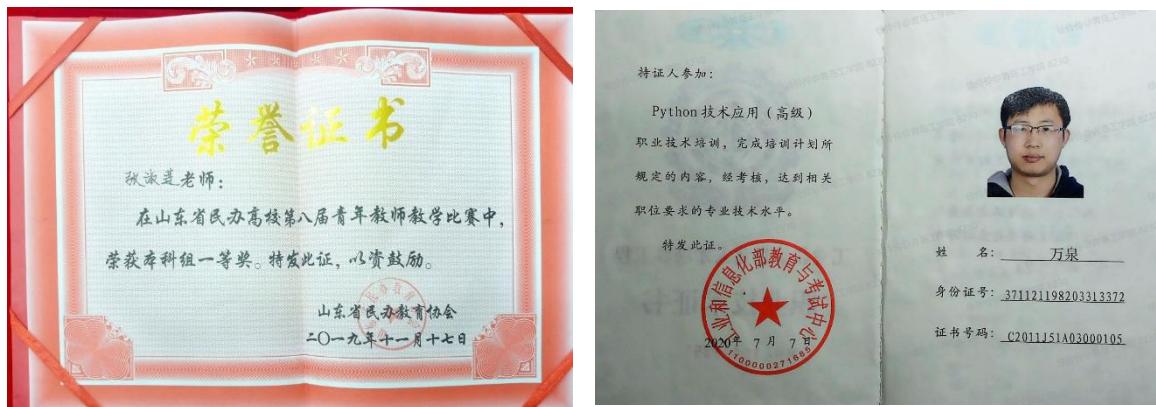 荣誉证书
张淑莲老师：
在山东省民办高校第八届青年教师教学比赛中，
荣获本科组一等奖。特发此证，以资鼓励。
山东省民办教育协会
二〇一九年十一月十七日
持证人参加：
Python 技术应用（高级）
职业技术培训，完成培训计划所
规定的内容，经考核，达到相关
职位要求的专业技术水平。
特发此证。
工业和信息化部教育与考试中心
2020年 7月 7日
1100000271685
姓 名：万泉
身份证号：371121198203313372
证书号码：C2011J51A03000105